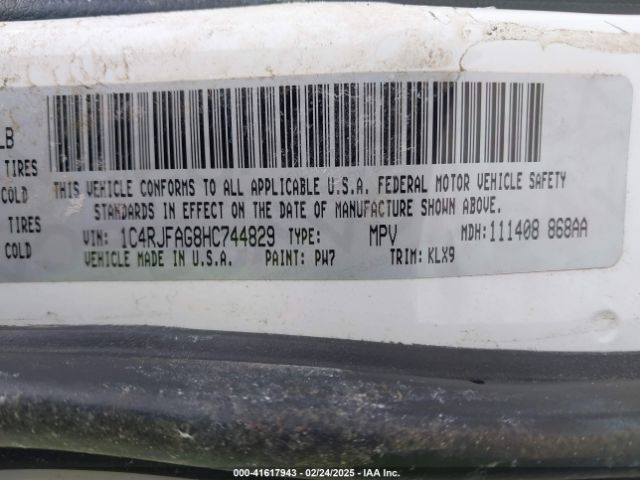 LB
TIRES
COLD
TIRES
COLD
THIS VEHICLE CONFORMS TO ALL APPLICABLE U.S.A. FEDERAL MOTOR VEHICLE SAFETY
STANDARDS IN EFFECT ON THE DATE OF MANUFACTURE SHOWN ABOVE.
VIN: 1C4RJFAG8HC744829 TYPE: MPV MDH: 111408 868AA
VEHICLE MADE IN U.S.A. PAINT: PW7 TRIM: KLX9
000-41617943 - 02/24/2025 - IAA Inc.